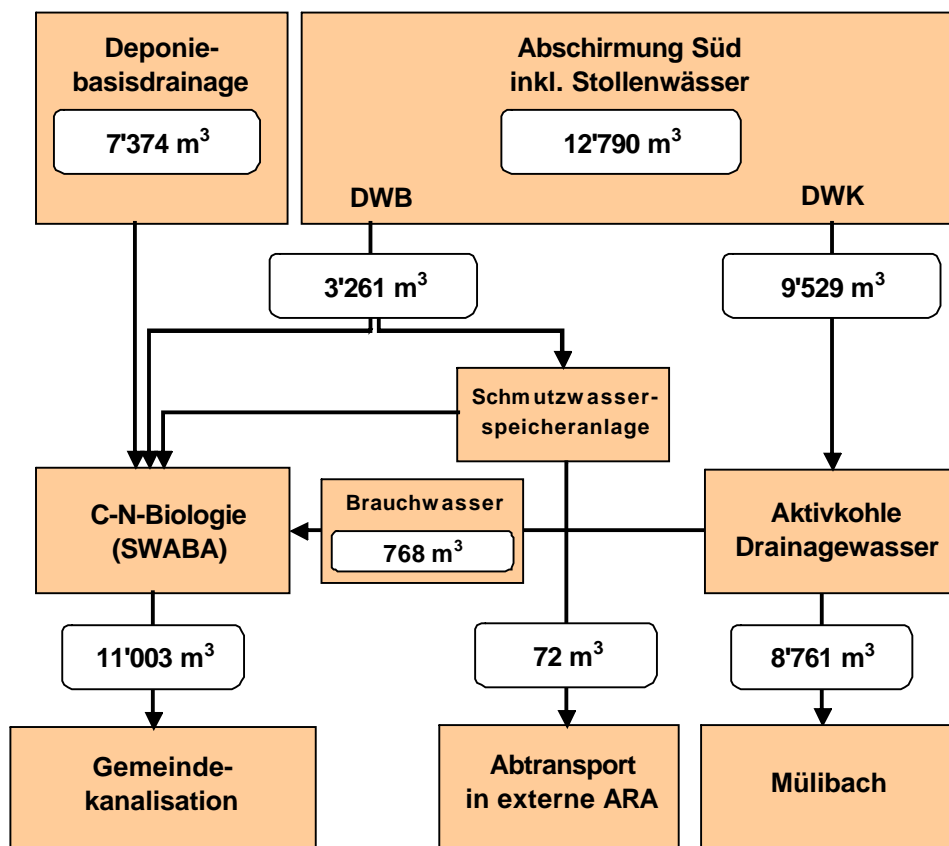 Deponie-
basisdrainage
7'374 m³
Abschirmung Süd
inkl. Stollenwässer
12'790 m³
DWB
DWK
3'261 m³
9'529 m³
Schmutzwasser-
speicheranlage
C-N-Biologie
(SWABA)
Brauchwasser
768 m³
Aktivkohle
Drainagewasser
11'003 m³
72 m³
8'761 m³
Gemeinde-
kanalisation
Abtransport
in externe ARA
Mülibach